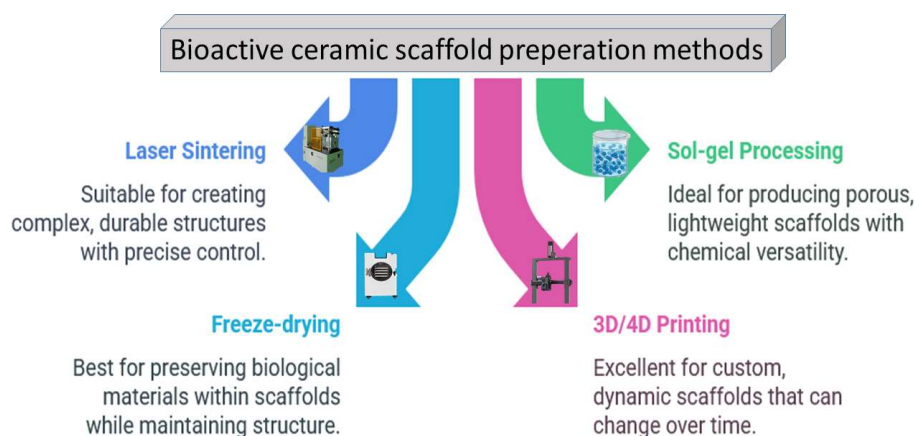 Bioactive ceramic scaffold preperation methods
Laser Sintering
Suitable for creating
complex, durable structures
with precise control.
Sol-gel Processing
Ideal for producing porous,
lightweight scaffolds with
chemical versatility.
Freeze-drying
Best for preserving biological
materials within scaffolds
while maintaining structure.
3D/4D Printing
Excellent for custom,
dynamic scaffolds that can
change over time.